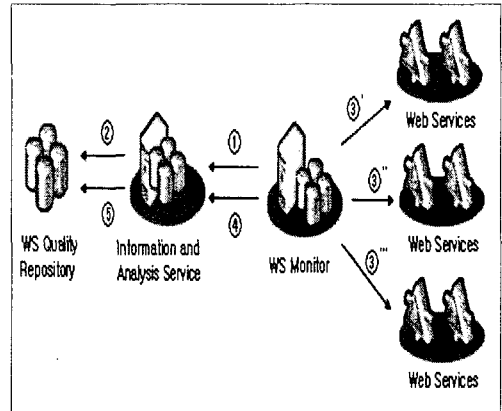 ③'
Web Services
② ①
⑤ ④ ③''
WS Quality
Repository
Information and
Analysis Service
WS Monitor
Web Services
③'''
Web Services